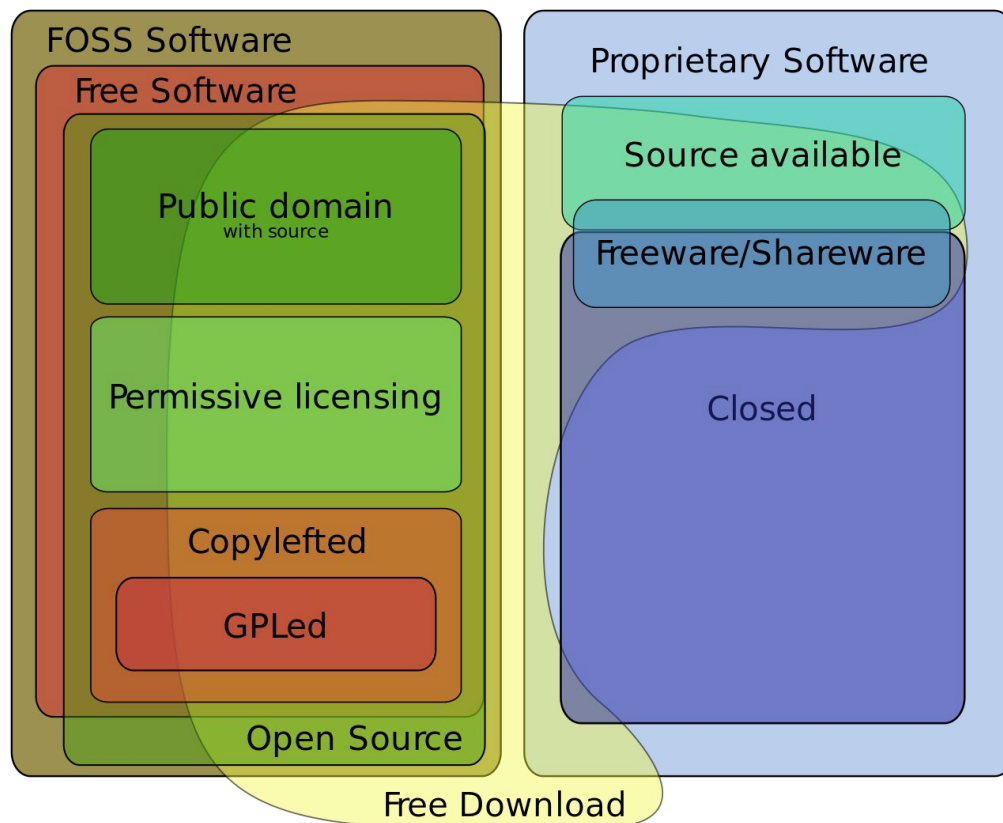 FOSS Software
Free Software
Public domain
with source
Permissive licensing
Copylefted
GPLed
Open Source
Free Download
Proprietary Software
Source available
Freeware/Shareware
Closed